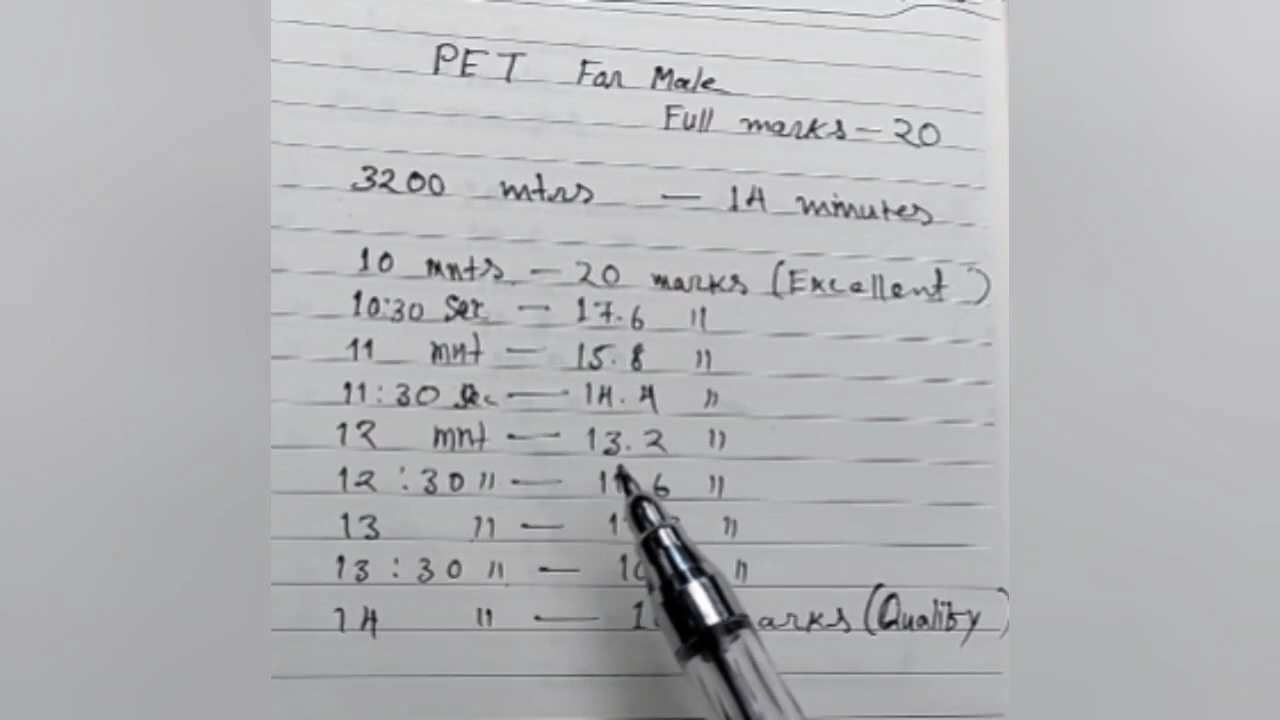 PET For Male
Full marks - 20
3200 mtrs — 14 minutes
10 mnts. - 20 marks (Excellent)
10:30 Sec — 17.6 "
11 mnt — 15.8 "
11:30 Sec — 14.4 "
12 mnt — 13.2 "
12:30 " —
13 " —
13:30 " —
14 " — (Quality)